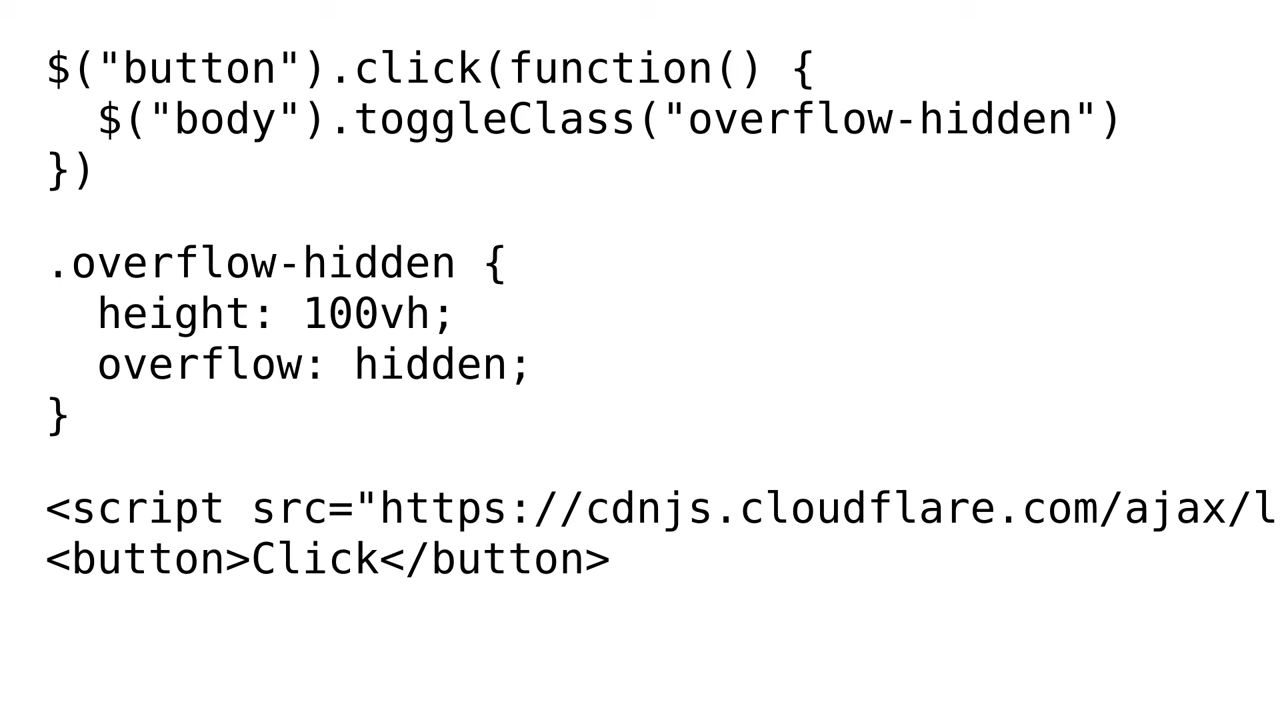 $("button").click(function() {
  $("body").toggleClass("overflow-hidden")
})

.overflow-hidden {
  height: 100vh;
  overflow: hidden;
}

<script src="https://cdnjs.cloudflare.com/ajax/l
<button>Click</button>